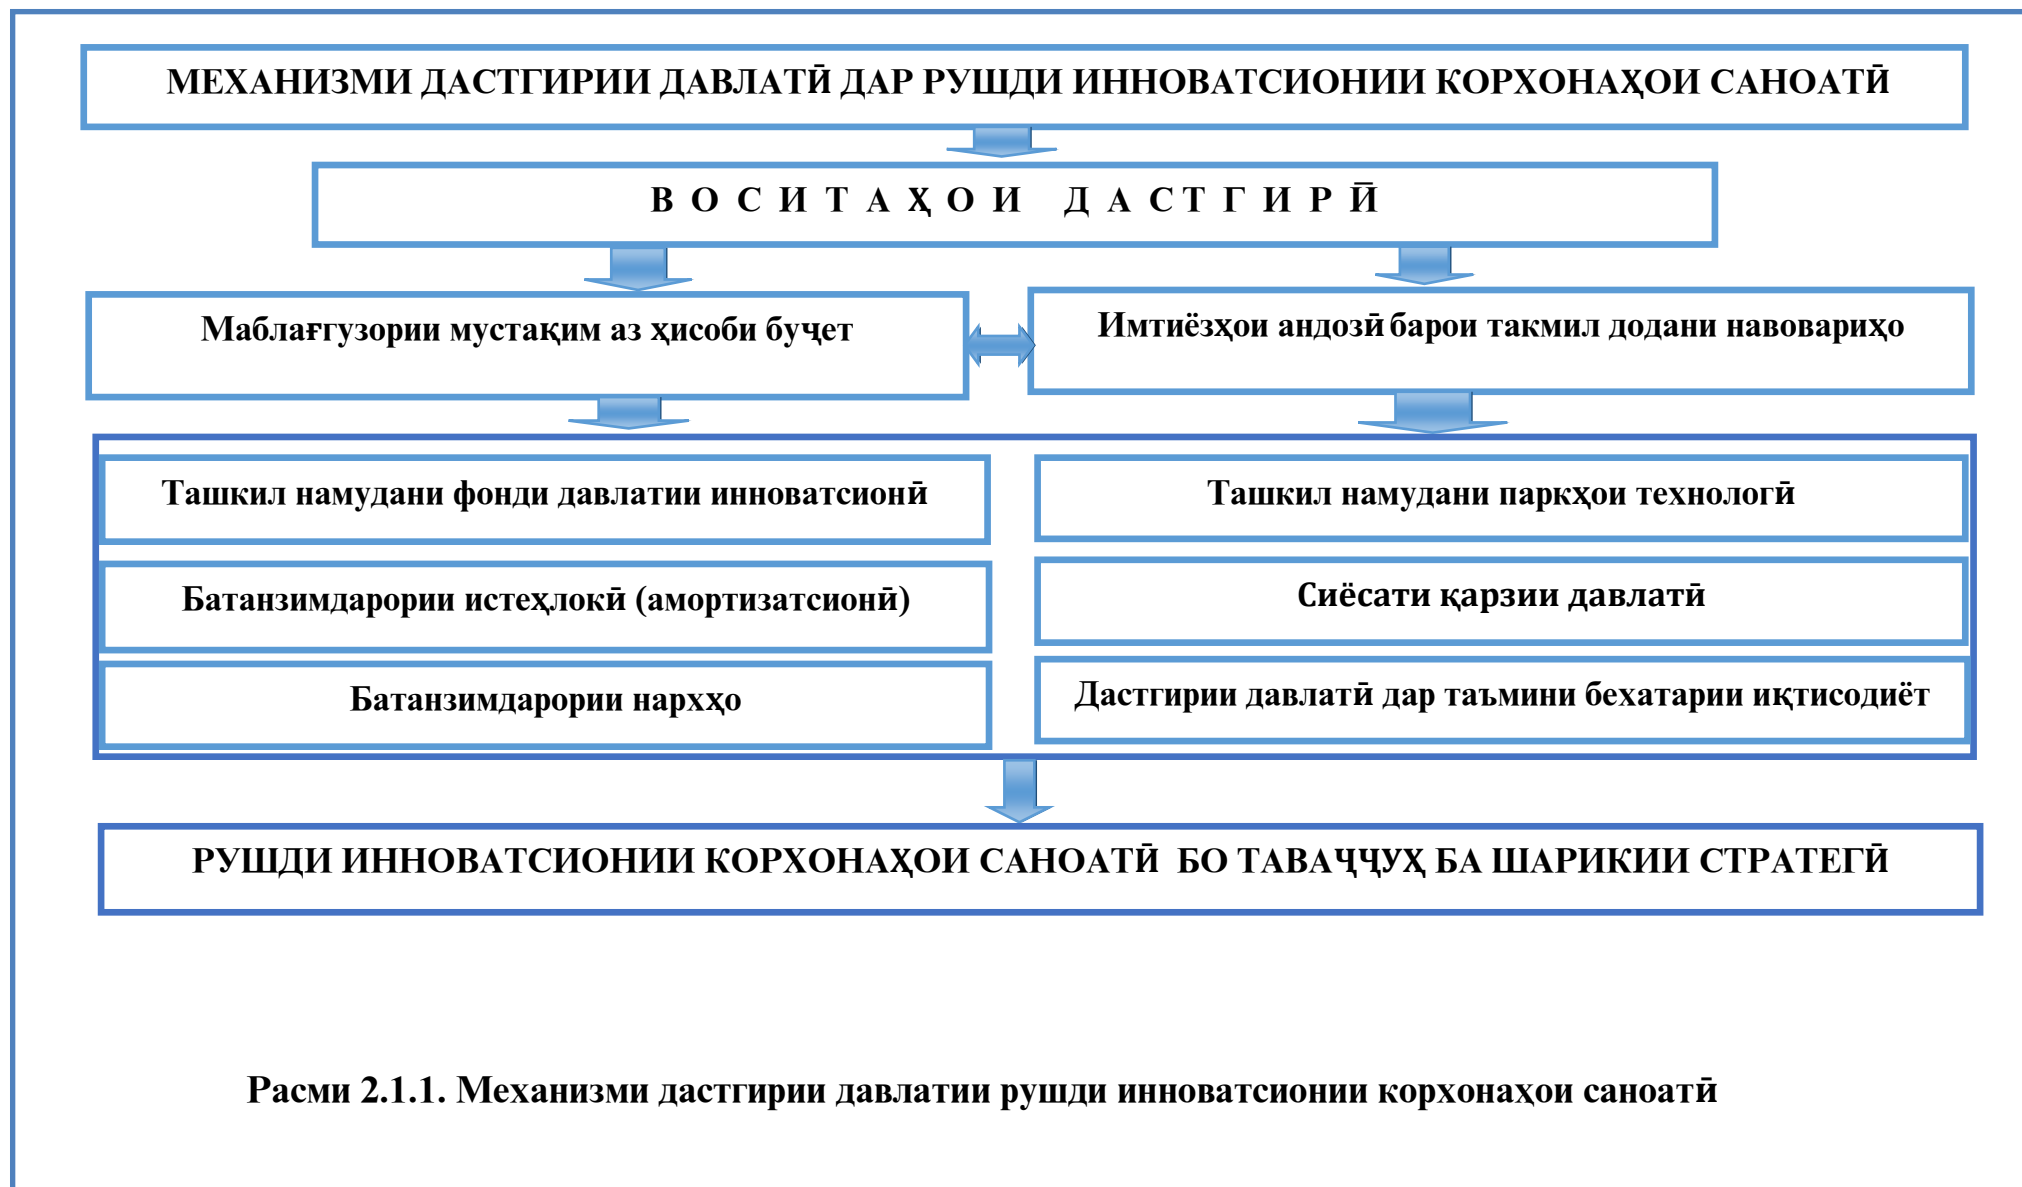 МЕХАНИЗМИ ДАСТГИРИИ ДАВЛАТӢ ДАР РУШДИ ИННОВАТСИОНИИ КОРХОНАҲОИ САНОАТӢ
В О С И Т А Ҳ О И Д А С Т Г И Р Ӣ
Маблағгузории мустақим аз ҳисоби буҷет
Имтиёзҳои андозӣ барои такмил додани навовариҳо
Ташкил намудани фонди давлатии инноватсионӣ
Ташкил намудани паркҳои технологӣ
Батанзимдарории истеҳлокӣ (амортизатсионӣ)
Сиёсати қарзии давлатӣ
Батанзимдарории нархҳо
Дастгирии давлатӣ дар таъмини бехатарии иқтисодиёт
РУШДИ ИННОВАТСИОНИИ КОРХОНАҲОИ САНОАТӢ БО ТАВАҶҶУҲ БА ШАРИКИИ СТРАТЕГӢ
Расми 2.1.1. Механизми дастгирии давлатии рушди инноватсионии корхонаҳои саноатӣ